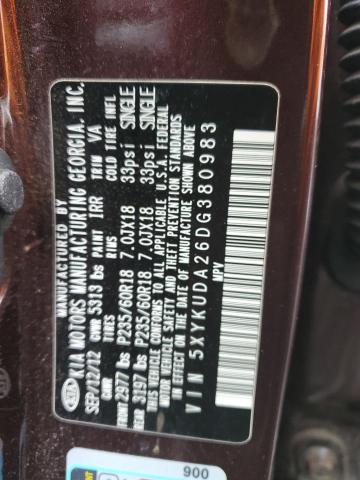 MANUFACTURED BY
KIA KIA MOTORS MANUFACTURING GEORGIA, INC.
SEP/12/12 GWR 5313 lbs PAINT IRR TRIM VA
GWR TIRES RIMS COLD TIRE INFL
FRONT 2977 lbs P235/60R18 7.0JX18 33psi SINGLE
REAR 3197 lbs P235/60R18 7.0JX18 33psi SINGLE
THIS VEHICLE CONFORMS TO ALL APPLICABLE U.S.A. FEDERAL
MOTOR VEHICLE SAFETY AND THEFT PREVENTION STANDARDS
IN EFFECT ON THE DATE OF MANUFACTURE SHOWN ABOVE.
VIN 5XYKUDA26DG380983
MPV
900